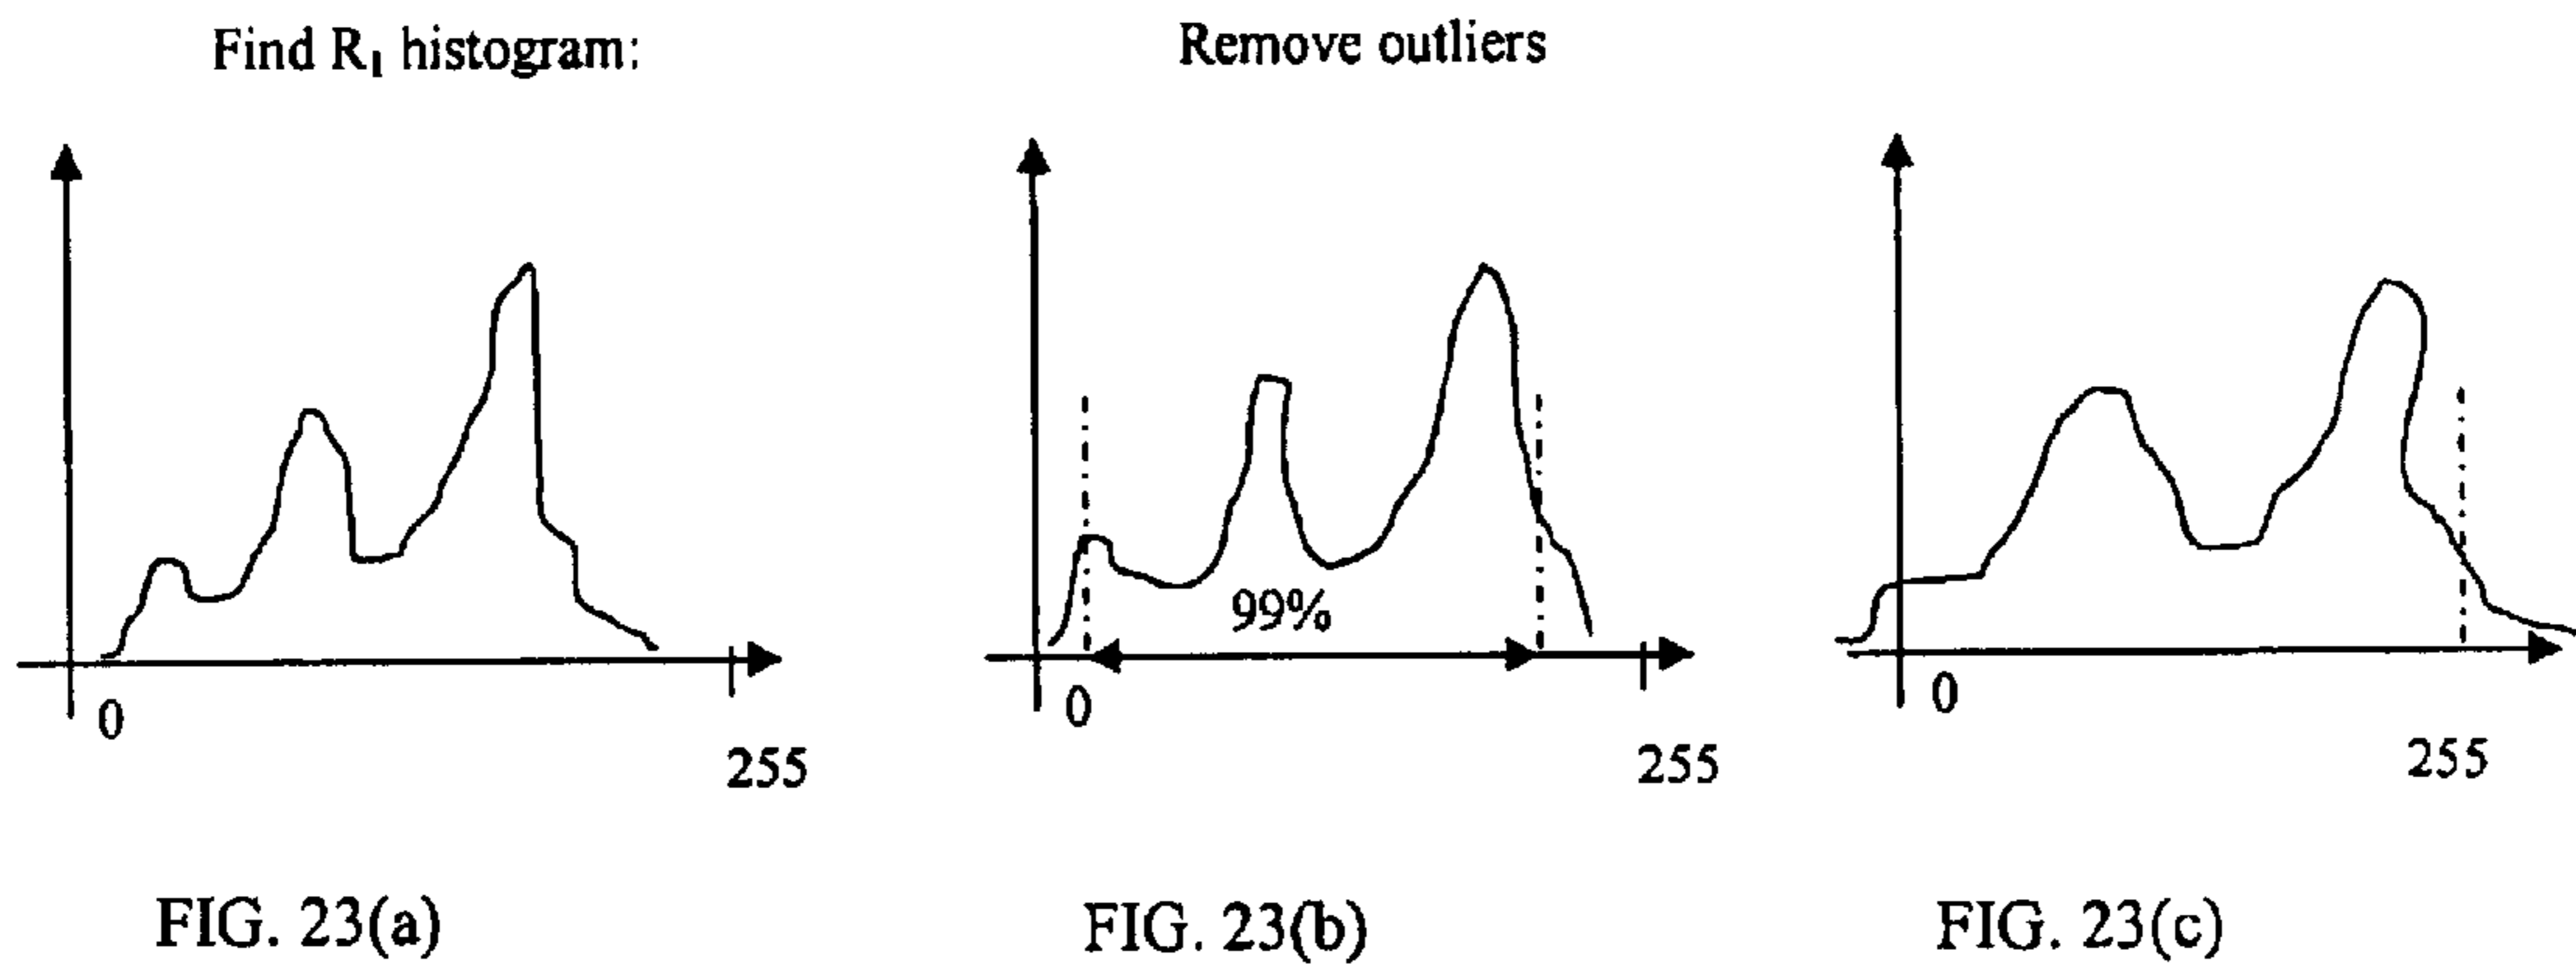 Find R₁ histogram:
Remove outliers
99%
0
255
0
255
0
255
FIG. 23(a)
FIG. 23(b)
FIG. 23(c)